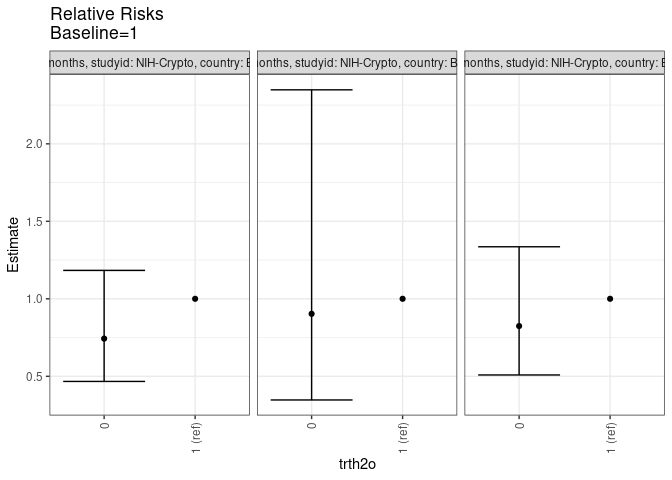 Relative Risks
Baseline=1
months, studyid: NIH-Crypto, country: months, studyid: NIH-Crypto, country: months, studyid: NIH-Crypto, country:
2.0
1.5
1.0
0.5
Estimate
0 1 (ref) 0 1 (ref) 0 1 (ref)
trth2o